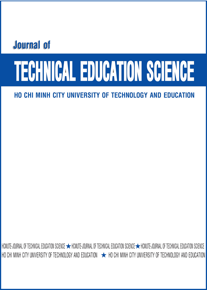 Journal of
TECHNICAL EDUCATION SCIENCE
HO CHI MINH CITY UNIVERSITY OF TECHNOLOGY AND EDUCATION
HCMUTE-JOURNAL OF TECHNICAL EDUCATION SCIENCE ★ HCMUTE-JOURNAL OF TECHNICAL EDUCATION SCIENCE ★ HCMUTE-JOURNAL OF TECHNICAL EDUCATION SCIENCE
HO CHI MINH CITY UNIVERSITY OF TECHNOLOGY AND EDUCATION ★ HO CHI MINH CITY UNIVERSITY OF TECHNOLOGY AND EDUCATION